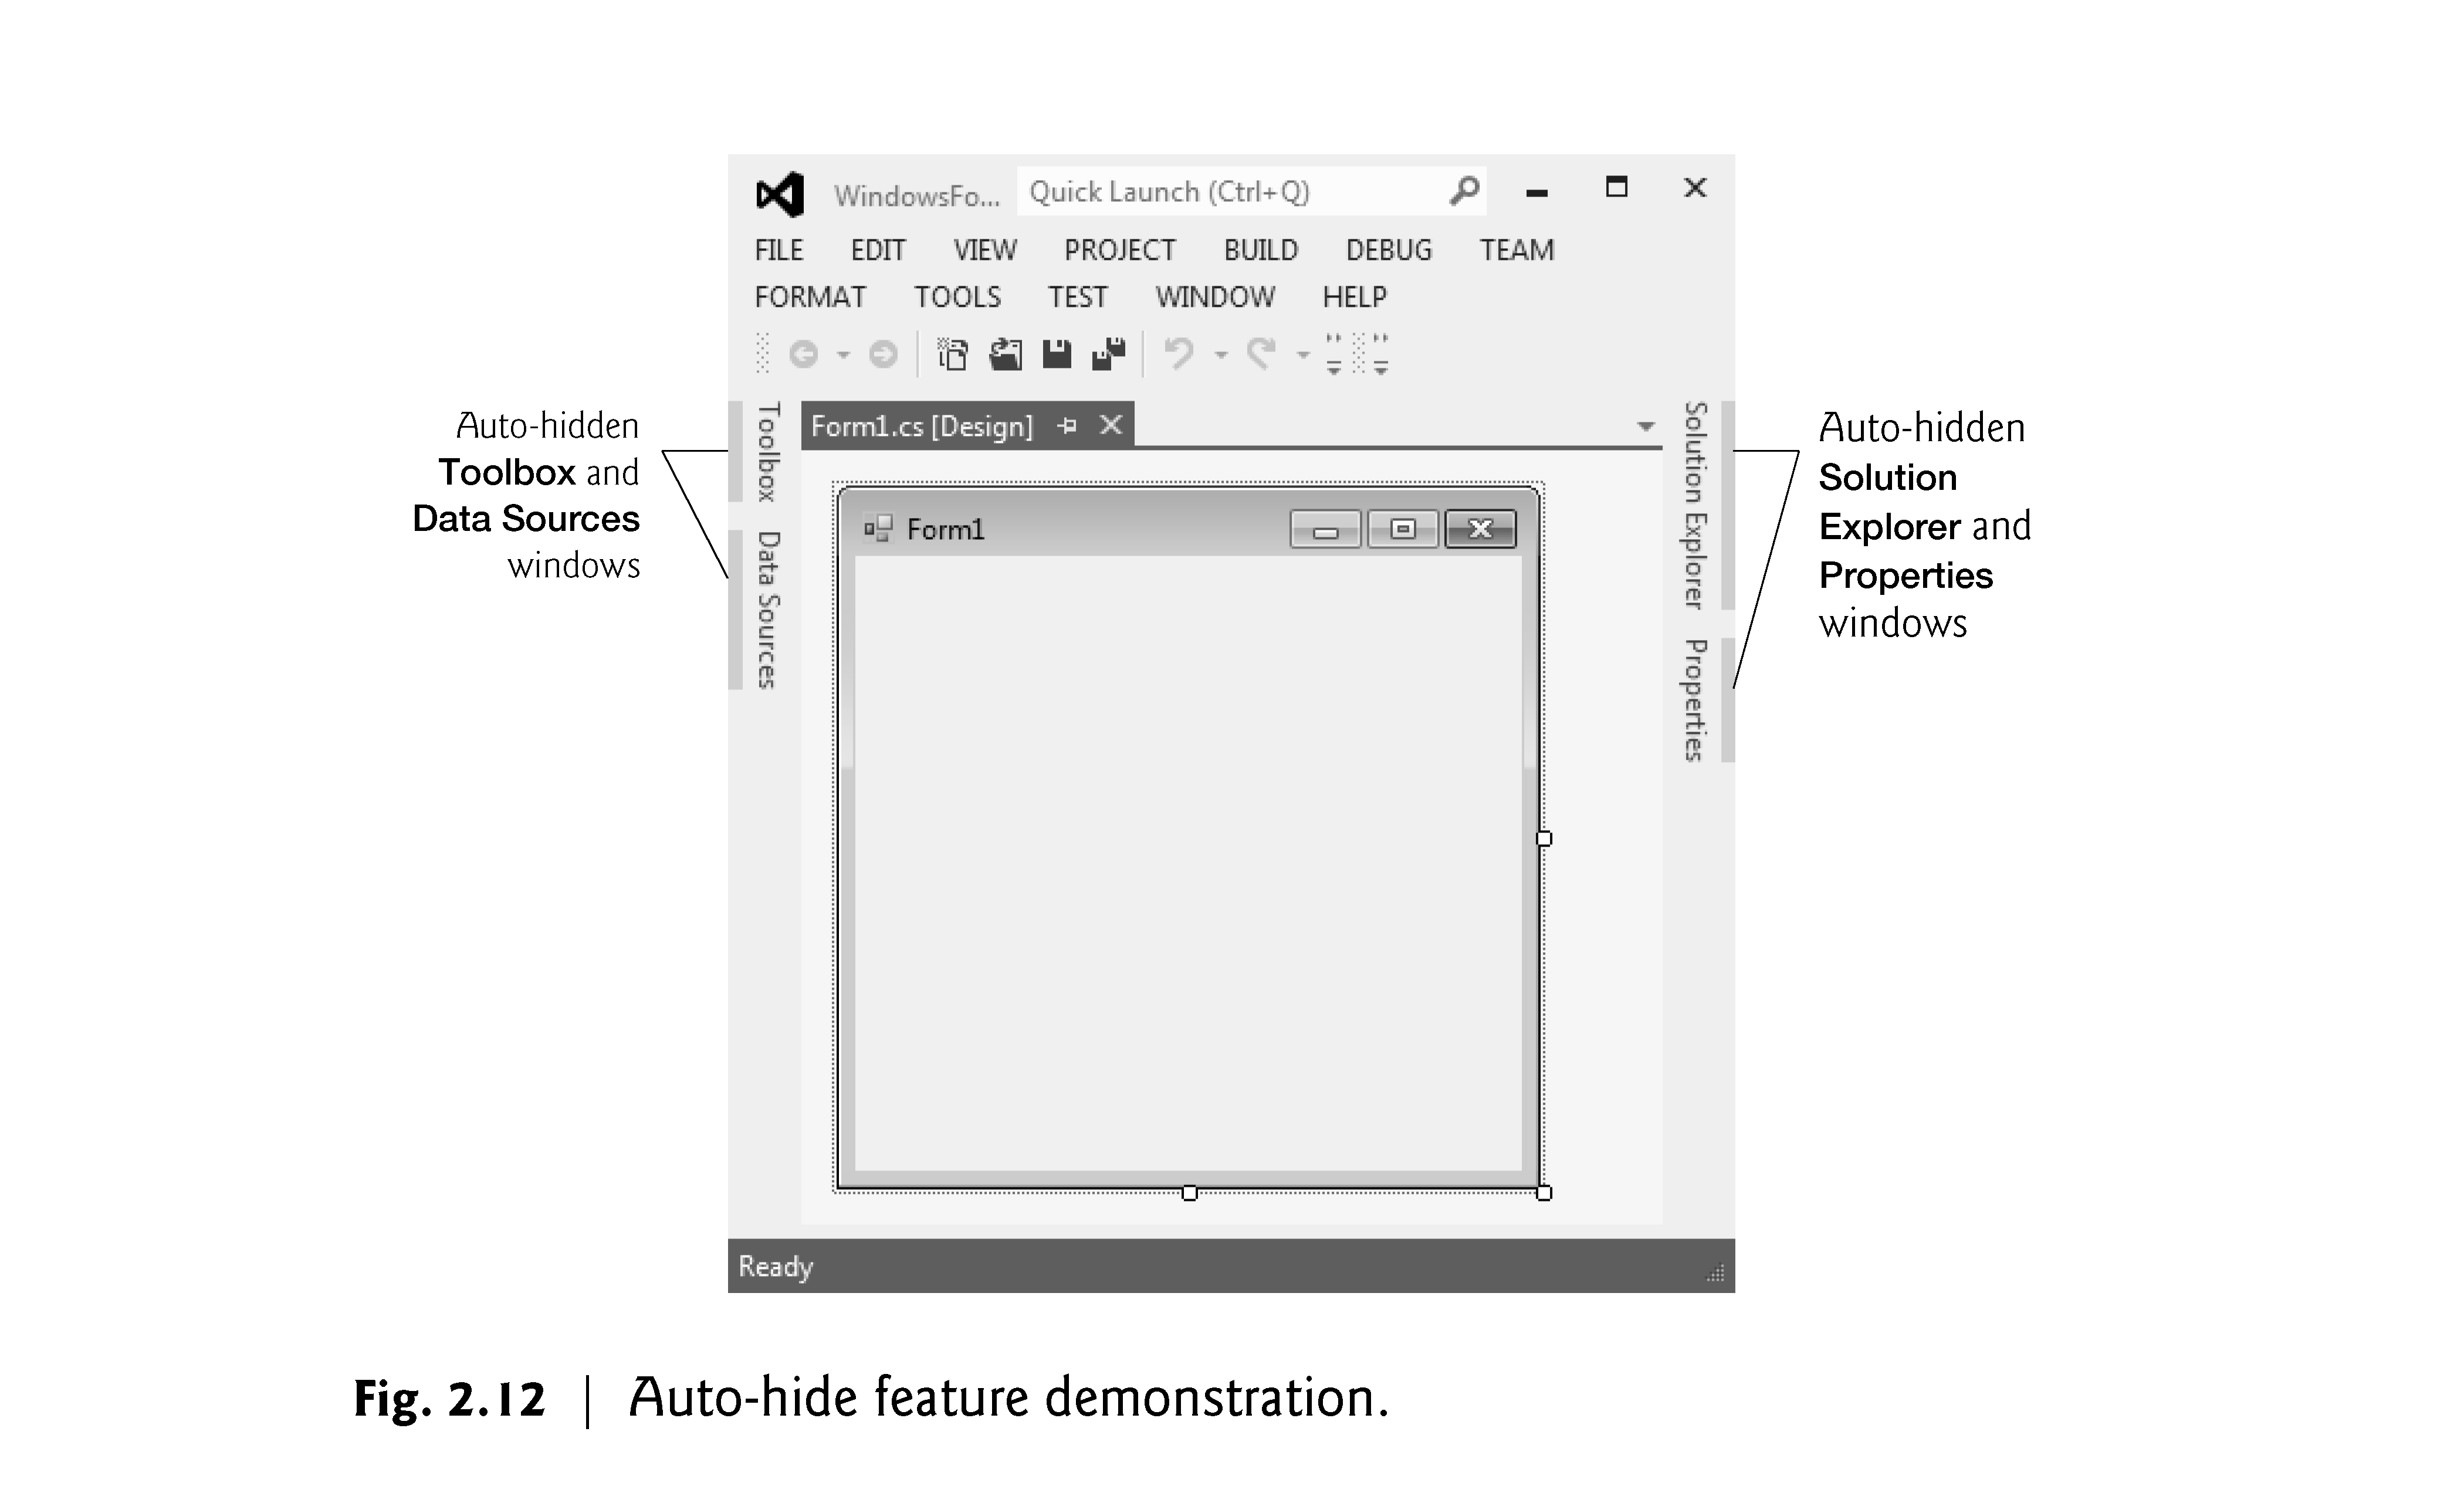 WindowsFo...
Quick Launch (Ctrl+Q)
FILE EDIT VIEW PROJECT BUILD DEBUG TEAM
FORMAT TOOLS TEST WINDOW HELP
Auto-hidden
Toolbox and
Data Sources
windows
Toolbox
Data Sources
Form1.cs [Design]
Form1
Solution Explorer
Properties
Auto-hidden
Solution
Explorer and
Properties
windows
Ready
Fig. 2.12 | Auto-hide feature demonstration.